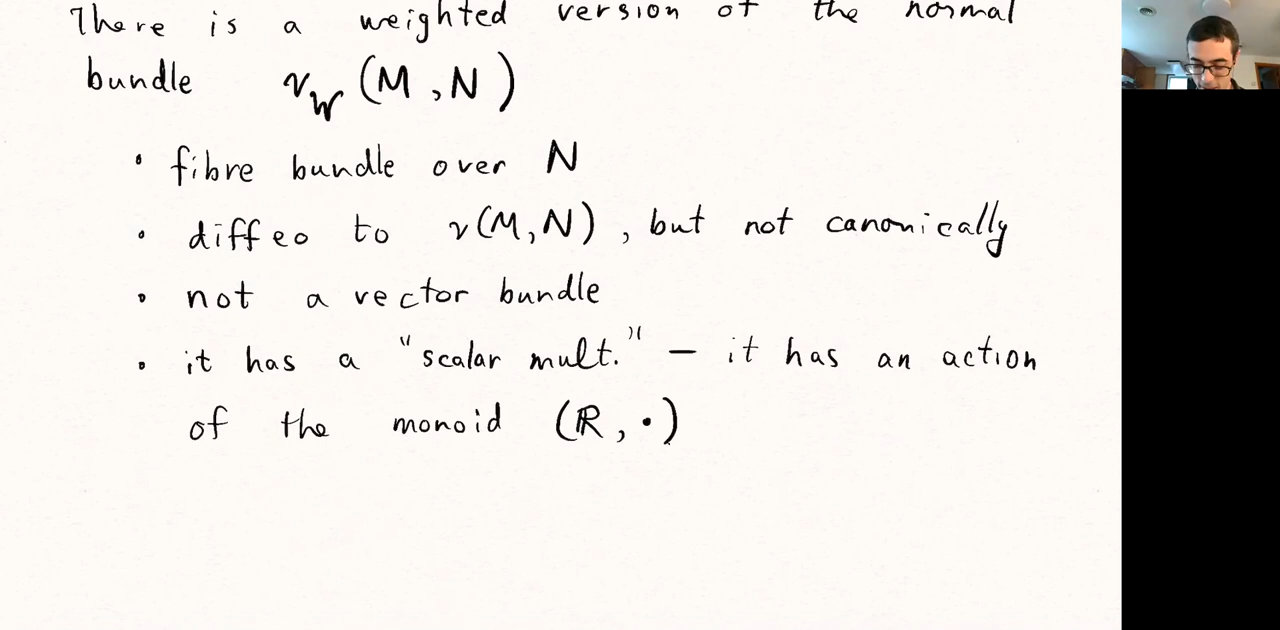 There is a weighted version of the normal
bundle ν_W (M, N)
• fibre bundle over N
• diffeo to ν(M, N), but not canonically
• not a vector bundle
• it has a "scalar mult." – it has an action
of the monoid (ℝ, •)